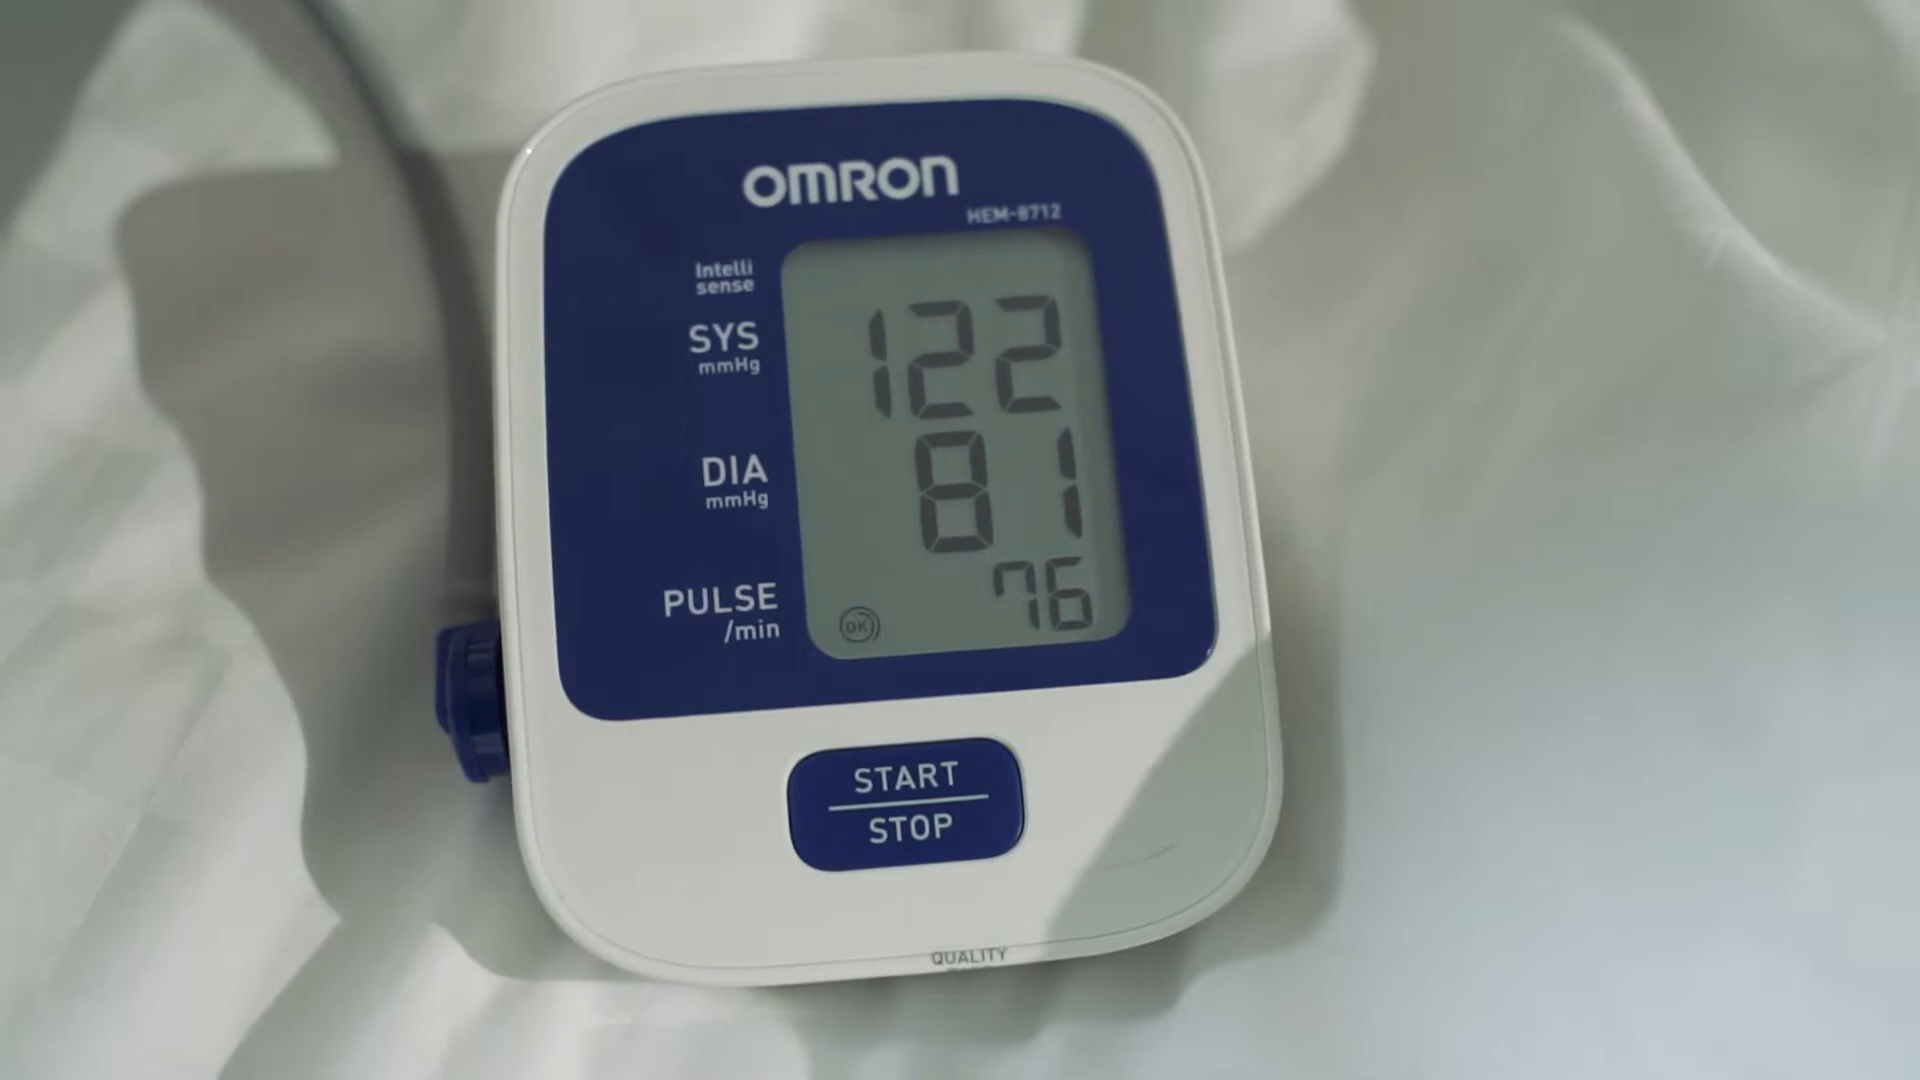 OMRON
HEM-8712
Intelli
sense
SYS
mmHg
122
DIA
mmHg
81
PULSE
/min
76
OK
START
STOP
QUALITY